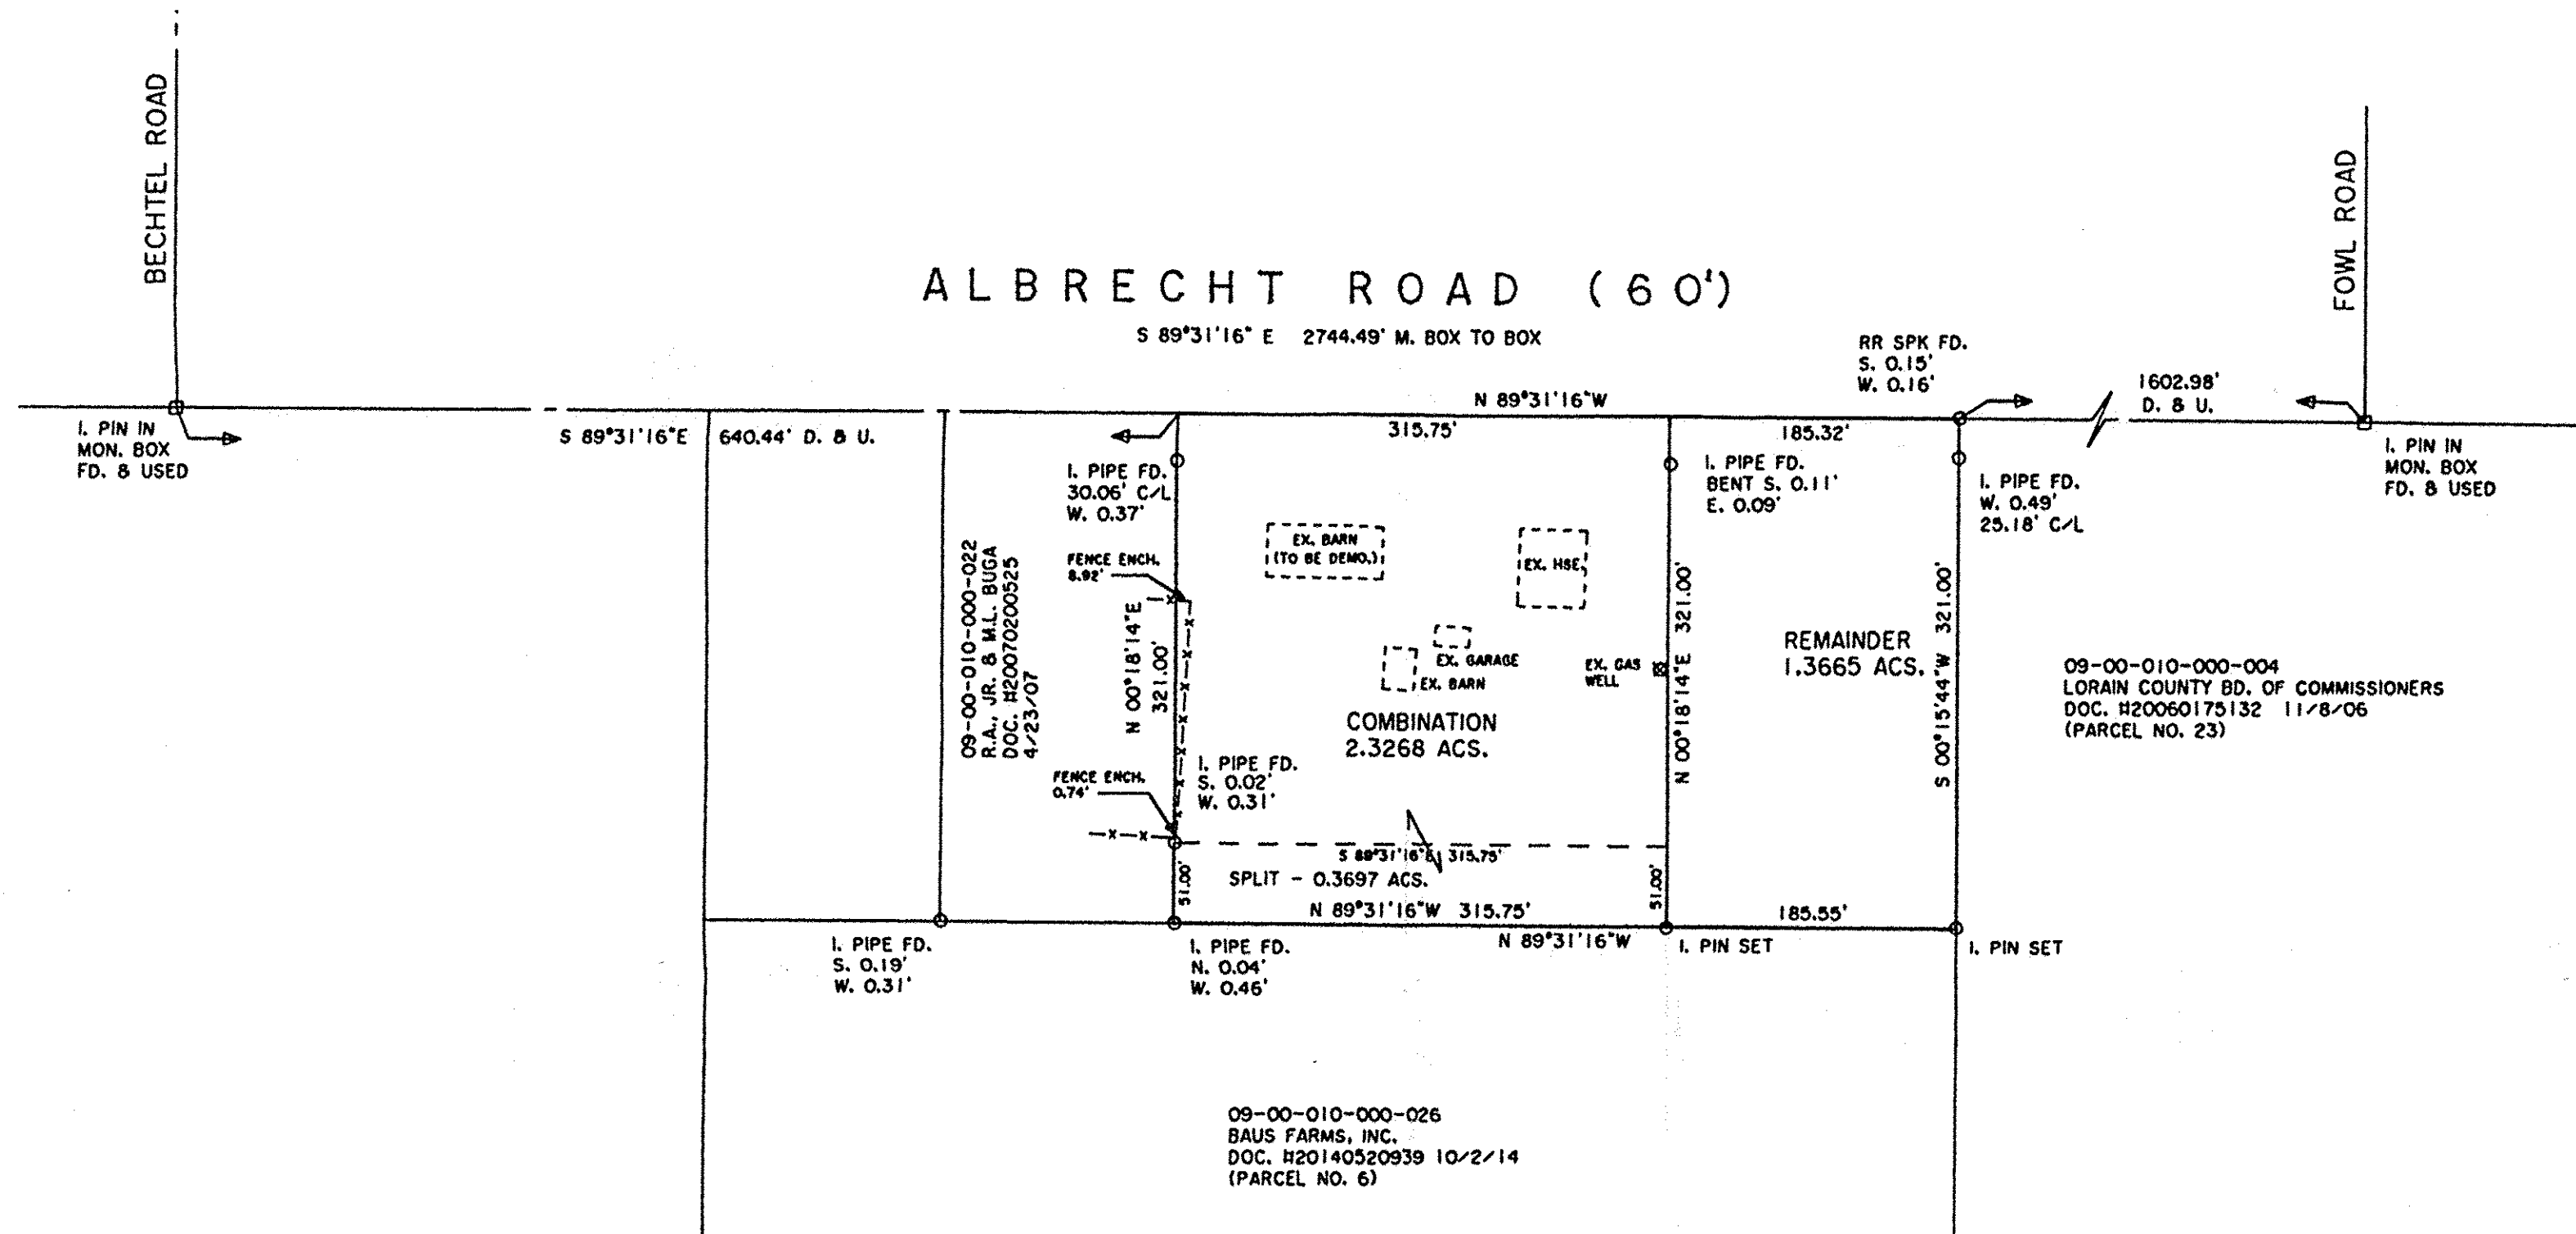 BECHTEL ROAD
FOWL ROAD
ALBRECHT ROAD (60')
S 89°31'16" E 2744.49' M. BOX TO BOX
RR SPK FD.
S. 0.15'
W. 0.16'
1602.98'
D. & U.
N 89°31'16"W
315.75'
185.32'
I. PIN IN
MON. BOX
FD. & USED
S 89°31'16"E 640.44' D. & U.
I. PIPE FD.
30.06' C/L
W. 0.37'
I. PIPE FD.
BENT S. 0.11'
E. 0.09'
I. PIPE FD.
W. 0.49'
25.18' C/L
I. PIN IN
MON. BOX
FD. & USED
09-00-010-000-022
R.A., JR. & M.L. BUGA
DOC. #20070200525
4/23/07
FENCE ENCH.
8.92'
N 00°18'14"E
321.00'
EX. BARN
(TO BE DEMO.)
EX. HSE.
EX. GARAGE
EX. BARN
EX. GAS
WELL
N 00°18'14"E 321.00'
REMAINDER
1.3665 ACS.
S 00°15'44"W 321.00'
09-00-010-000-004
LORAIN COUNTY BD. OF COMMISSIONERS
DOC. #20060175132 11/8/06
(PARCEL NO. 23)
COMBINATION
2.3268 ACS.
FENCE ENCH.
0.74'
I. PIPE FD.
S. 0.02'
W. 0.31'
S 89°31'16"E 315.75'
51.00'
SPLIT - 0.3697 ACS.
51.00'
N 89°31'16"W 315.75'
185.55'
N 89°31'16"W
I. PIPE FD.
S. 0.19'
W. 0.31'
I. PIPE FD.
N. 0.04'
W. 0.46'
I. PIN SET
I. PIN SET
09-00-010-000-026
BAUS FARMS, INC.
DOC. #20140520939 10/2/14
(PARCEL NO. 6)